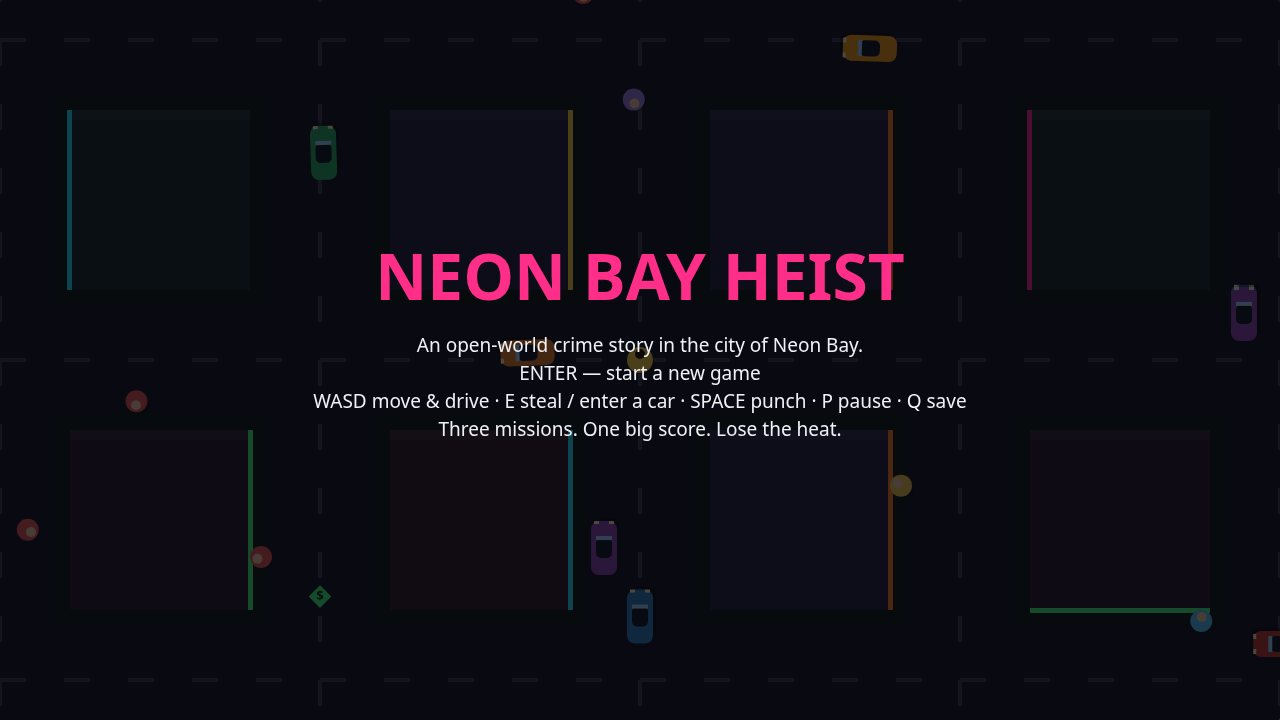 NEON BAY HEIST
An open-world crime story in the city of Neon Bay.
ENTER — start a new game
WASD move & drive · E steal / enter a car · SPACE punch · P pause · Q save
Three missions. One big score. Lose the heat.
$